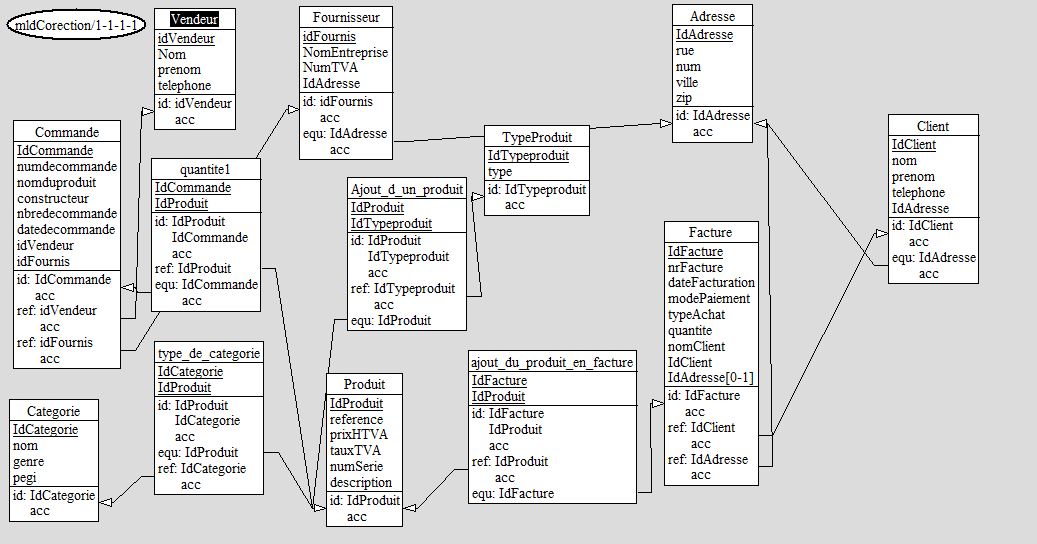 mldCorection/1-1-1-1
Vendeur
idVendeur
Nom
prenom
telephone
id: idVendeur
acc
Fournisseur
idFournis
NomEntreprise
NumTVA
IdAdresse
id: idFournis
acc
equ: IdAdresse
acc
Adresse
IdAdresse
rue
num
ville
zip
id: IdAdresse
acc
Commande
IdCommande
numdecommande
nomduproduit
constructeur
nbredecommande
datedecommande
idVendeur
idFournis
id: IdCommande
acc
ref: idVendeur
acc
ref: idFournis
acc
quantite1
IdCommande
IdProduit
id: IdProduit
IdCommande
acc
ref: IdProduit
equ: IdCommande
acc
TypeProduit
IdTypeproduit
type
id: IdTypeproduit
acc
Ajout_d_un_produit
IdProduit
IdTypeproduit
id: IdProduit
IdTypeproduit
acc
ref: IdTypeproduit
acc
equ: IdProduit
Client
IdClient
nom
prenom
telephone
IdAdresse
id: IdClient
acc
equ: IdAdresse
acc
Facture
IdFacture
nrFacture
dateFacturation
modePaiement
typeAchat
quantite
nomClient
IdClient
IdAdresse[0-1]
id: IdFacture
acc
ref: IdClient
acc
ref: IdAdresse
acc
type_de_categorie
IdCategorie
IdProduit
id: IdProduit
IdCategorie
acc
equ: IdProduit
ref: IdCategorie
acc
Categorie
IdCategorie
nom
genre
pegi
id: IdCategorie
acc
Produit
IdProduit
reference
prixHTVA
tauxTVA
numSerie
description
id: IdProduit
acc
ajout_du_produit_en_facture
IdFacture
IdProduit
id: IdFacture
IdProduit
acc
ref: IdProduit
acc
equ: IdFacture